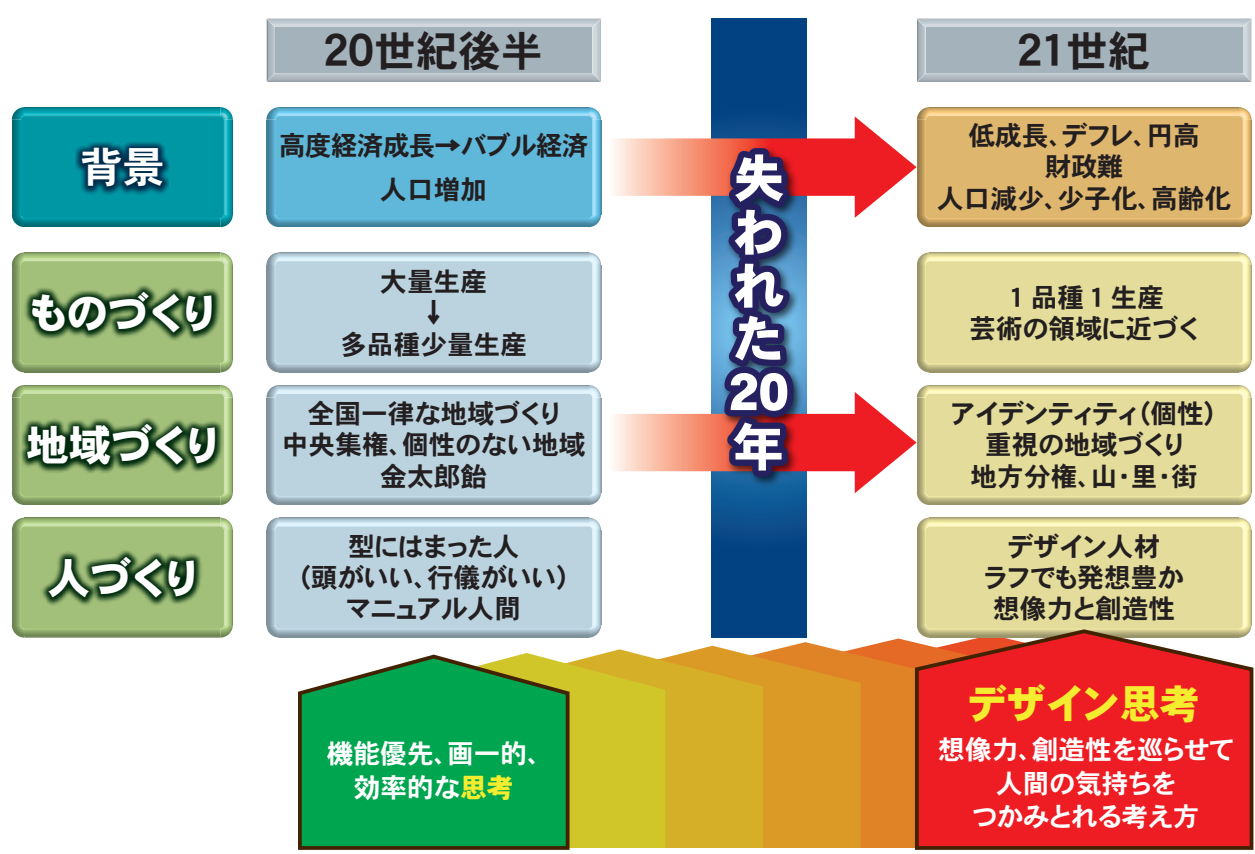 20世紀後半
21世紀
背景
高度経済成長→バブル経済
人口増加
低成長、デフレ、円高
財政難
人口減少、少子化、高齢化
失われた20年
ものづくり
大量生産
↓
多品種少量生産
1品種1生産
芸術の領域に近づく
地域づくり
全国一律な地域づくり
中央集権、個性のない地域
金太郎飴
アイデンティティ(個性)
重視の地域づくり
地方分権、山・里・街
人づくり
型にはまった人
(頭がいい、行儀がいい)
マニュアル人間
デザイン人材
ラフでも発想豊か
想像力と創造性
機能優先、画一的、
効率的な思考
デザイン思考
想像力、創造性を巡らせて
人間の気持ちを
つかみとれる考え方